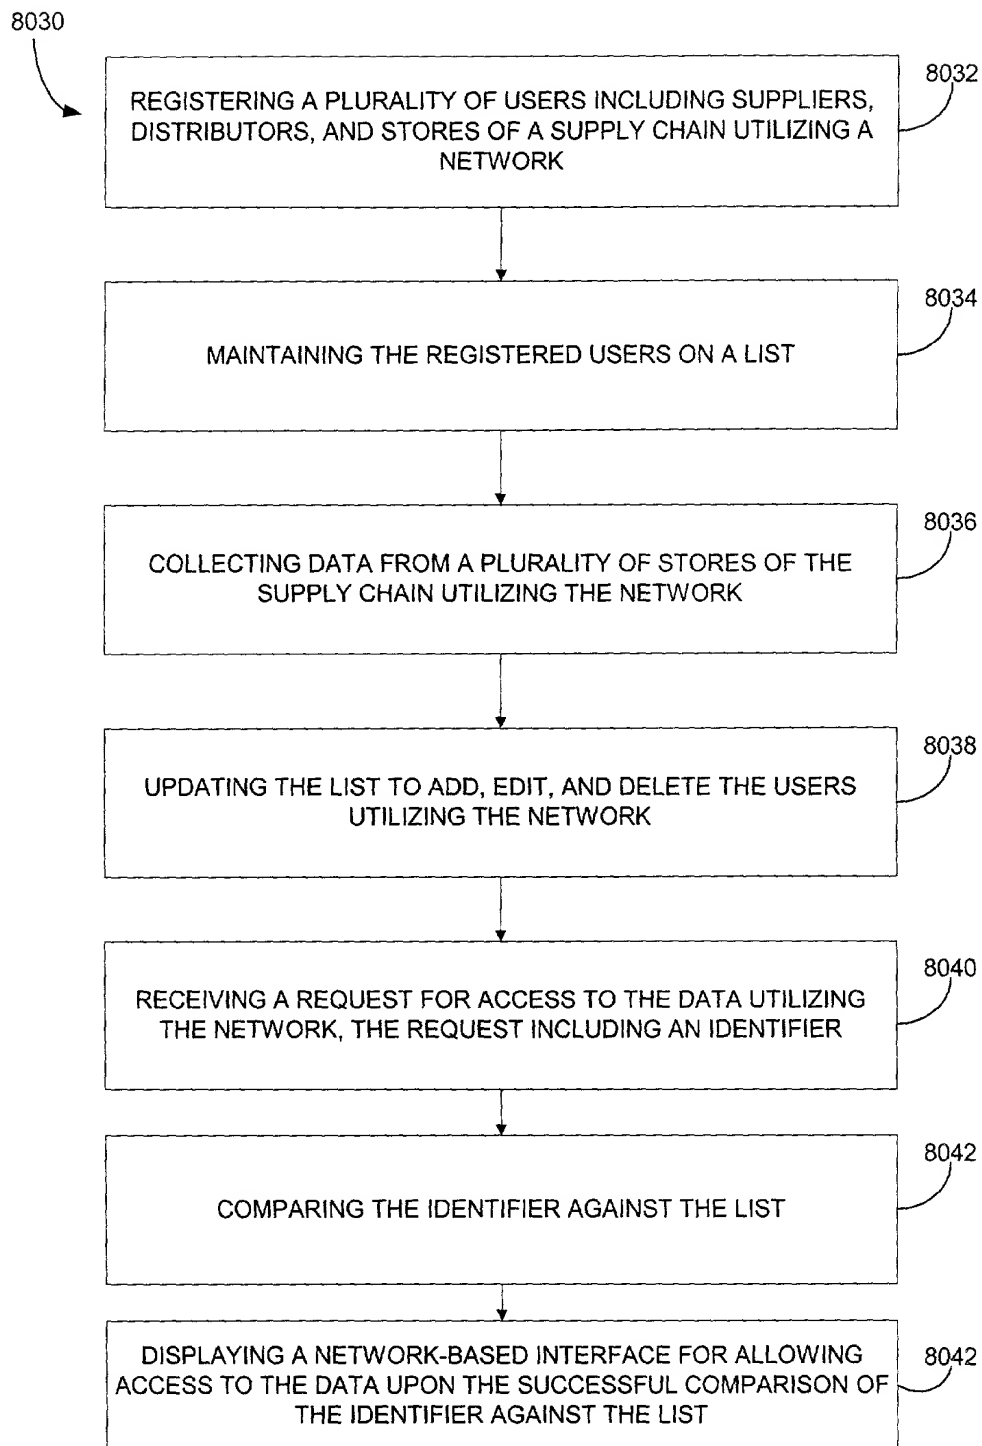 8030
8032
REGISTERING A PLURALITY OF USERS INCLUDING SUPPLIERS,
DISTRIBUTORS, AND STORES OF A SUPPLY CHAIN UTILIZING A
NETWORK
8034
MAINTAINING THE REGISTERED USERS ON A LIST
8036
COLLECTING DATA FROM A PLURALITY OF STORES OF THE
SUPPLY CHAIN UTILIZING THE NETWORK
8038
UPDATING THE LIST TO ADD, EDIT, AND DELETE THE USERS
UTILIZING THE NETWORK
8040
RECEIVING A REQUEST FOR ACCESS TO THE DATA UTILIZING
THE NETWORK, THE REQUEST INCLUDING AN IDENTIFIER
8042
COMPARING THE IDENTIFIER AGAINST THE LIST
8042
DISPLAYING A NETWORK-BASED INTERFACE FOR ALLOWING
ACCESS TO THE DATA UPON THE SUCCESSFUL COMPARISON OF
THE IDENTIFIER AGAINST THE LIST